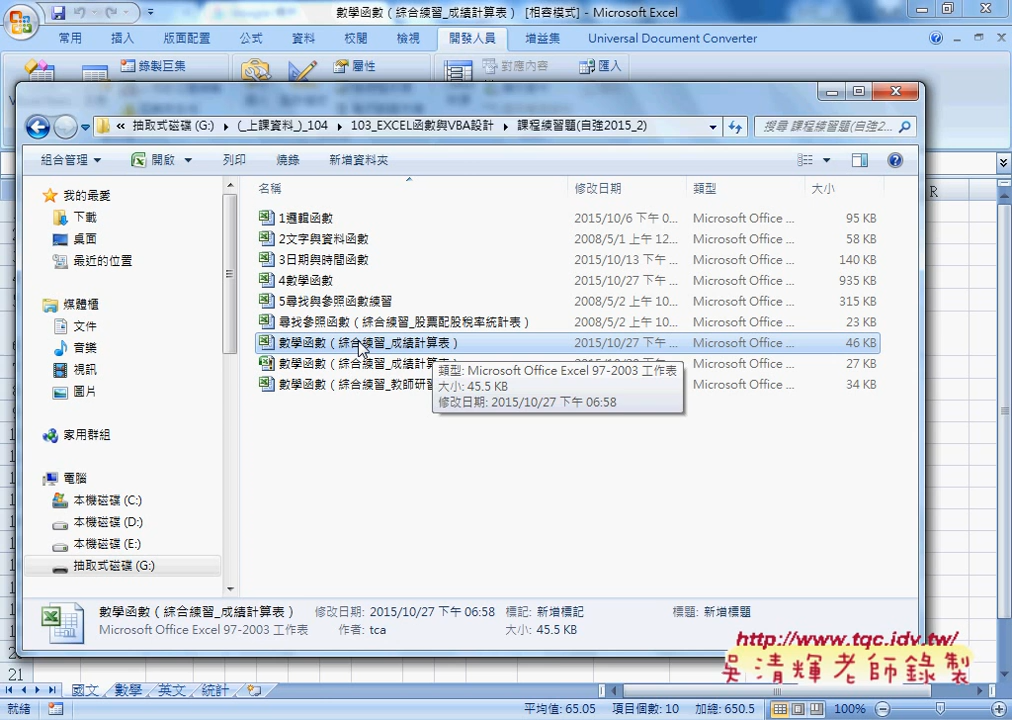 數學函數（綜合練習_成績計算表） [相容模式] - Microsoft Excel
常用 插入 版面配置 公式 資料 校閱 檢視 開發人員 增益集 Universal Document Converter
錄製巨集 屬性 對應內容 匯入
« 抽取式磁碟 (G:) (_上課資料_)_104 103_EXCEL函數與VBA設計 課程練習題(自強2015_2) 搜尋 課程練習題(自強2...
組合管理 開啟 列印 燒錄 新增資料夾
我的最愛
下載
桌面
最近的位置
媒體櫃
文件
音樂
視訊
圖片
家用群組
電腦
本機磁碟 (C:)
本機磁碟 (D:)
本機磁碟 (E:)
抽取式磁碟 (G:)
名稱 修改日期 類型 大小
1邏輯函數 2015/10/6 下午 0... Microsoft Office ... 95 KB
2文字與資料函數 2008/5/1 上午 12... Microsoft Office ... 58 KB
3日期與時間函數 2015/10/13 下午 ... Microsoft Office ... 140 KB
4數學函數 2015/10/27 下午 ... Microsoft Office ... 935 KB
5尋找與參照函數練習 2008/5/2 上午 10... Microsoft Office ... 315 KB
尋找參照函數（綜合練習_股票配股稅率統計表） 2008/5/2 上午 10... Microsoft Office ... 23 KB
數學函數（綜合練習_成績計算表） 2015/10/27 下午 ... Microsoft Office ... 46 KB
數學函數（綜合練習_成績計算表） Microsoft Office ... 27 KB
數學函數（綜合練習_教師研習 Microsoft Office ... 34 KB
類型: Microsoft Office Excel 97-2003 工作表
大小: 45.5 KB
修改日期: 2015/10/27 下午 06:58
數學函數（綜合練習_成績計算表） 修改日期: 2015/10/27 下午 06:58 標記: 新增標記 標題: 新增標題
Microsoft Office Excel 97-2003 工作表 作者: tca 大小: 45.5 KB
R
http://www.tqc.idv.tw/
吳清輝老師錄製
21
國文 數學 英文 統計
就緒 平均值: 65.05 項目個數: 10 加總: 650.5 100%